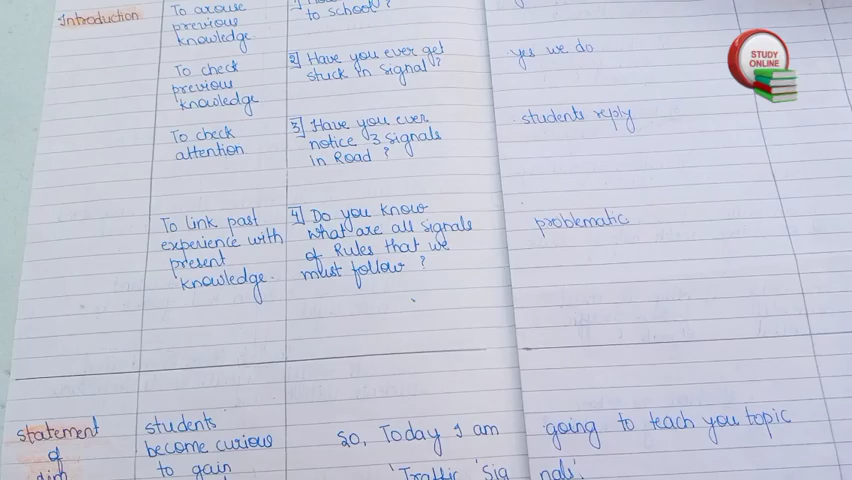 Introduction
To arouse
previous
knowledge
to school?
To check
previous
knowledge
2] Have you ever get
stuck in signal?
yes we do
To check
attention
3] Have you ever
notice 3 signals
in Road ?
students reply
To link past
experience with
present
knowledge.
4] Do you know
what are all signals
of Rules that we
must follow ?
problematic
statement
of
students
become curious
to gain
So, Today I am going to teach you topic
'Traffic 'Sig nals'.
STUDY
ONLINE